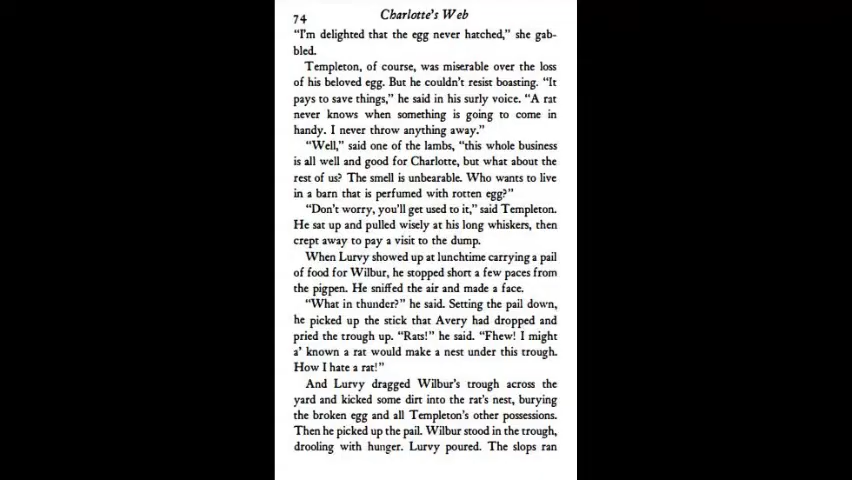 74
Charlotte's Web
"I'm delighted that the egg never hatched," she gab-
bled.
Templeton, of course, was miserable over the loss
of his beloved egg. But he couldn't resist boasting. "It
pays to save things," he said in his surly voice. "A rat
never knows when something is going to come in
handy. I never throw anything away."
"Well," said one of the lambs, "this whole business
is all well and good for Charlotte, but what about the
rest of us? The smell is unbearable. Who wants to live
in a barn that is perfumed with rotten egg?"
"Don't worry, you'll get used to it," said Templeton.
He sat up and pulled wisely at his long whiskers, then
crept away to pay a visit to the dump.
When Lurvy showed up at lunchtime carrying a pail
of food for Wilbur, he stopped short a few paces from
the pigpen. He sniffed the air and made a face.
"What in thunder?" he said. Setting the pail down,
he picked up the stick that Avery had dropped and
pried the trough up. "Rats!" he said. "Fhew! I might
a' known a rat would make a nest under this trough.
How I hate a rat!"
And Lurvy dragged Wilbur's trough across the
yard and kicked some dirt into the rat's nest, burying
the broken egg and all Templeton's other possessions.
Then he picked up the pail. Wilbur stood in the trough,
drooling with hunger. Lurvy poured. The slops ran